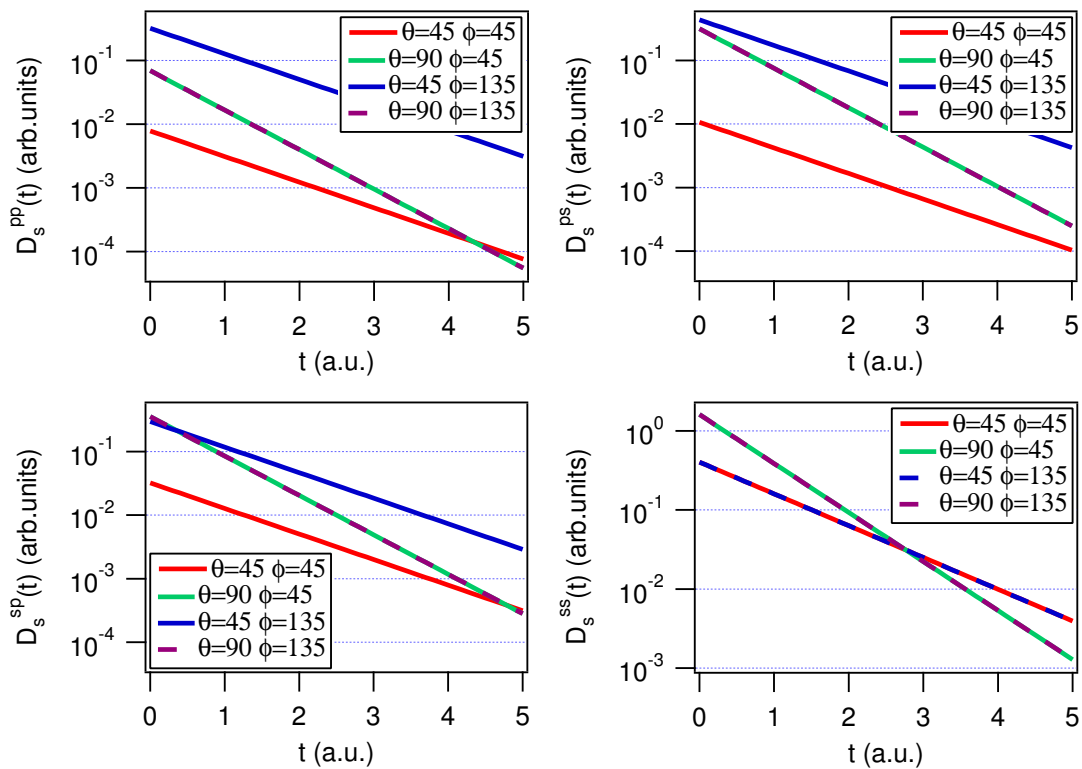 D_s^pp(t) (arb.units)
10^-1
10^-2
10^-3
10^-4
θ=45 ϕ=45
θ=90 ϕ=45
θ=45 ϕ=135
θ=90 ϕ=135
0 1 2 3 4 5
t (a.u.)
D_s^ps(t) (arb.units)
10^-1
10^-2
10^-3
10^-4
θ=45 ϕ=45
θ=90 ϕ=45
θ=45 ϕ=135
θ=90 ϕ=135
0 1 2 3 4 5
t (a.u.)
D_s^sp(t) (arb.units)
10^-1
10^-2
10^-3
10^-4
θ=45 ϕ=45
θ=90 ϕ=45
θ=45 ϕ=135
θ=90 ϕ=135
0 1 2 3 4 5
t (a.u.)
D_s^ss(t) (arb.units)
10^0
10^-1
10^-2
10^-3
θ=45 ϕ=45
θ=90 ϕ=45
θ=45 ϕ=135
θ=90 ϕ=135
0 1 2 3 4 5
t (a.u.)